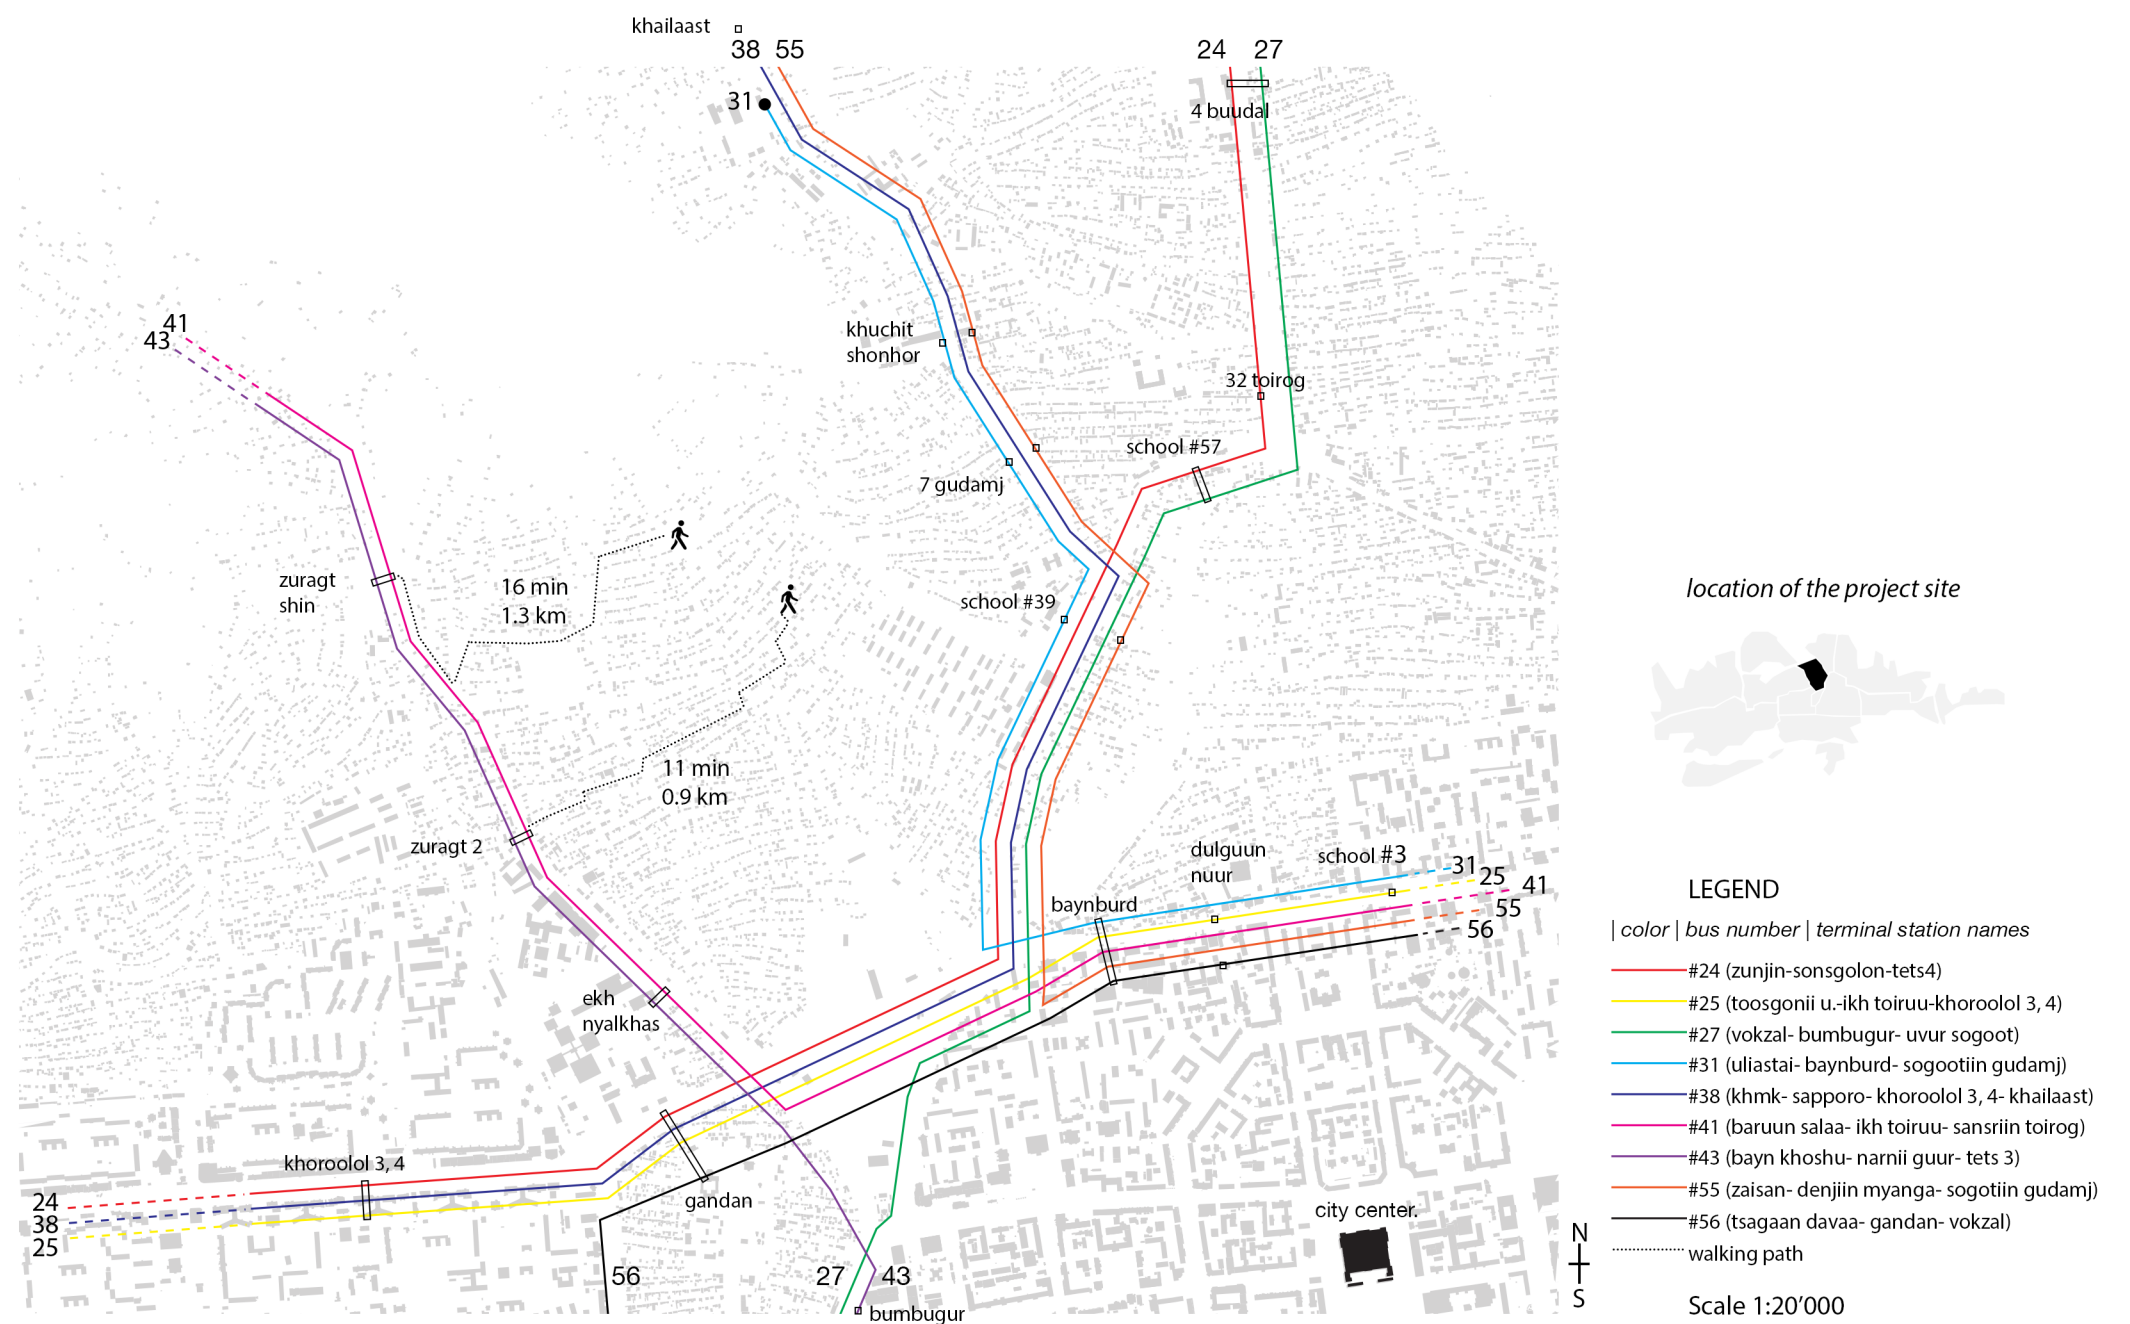 khailaast
38 55
24 27
31
4 buudal
41
43
khuchit
shonhor
32 toirog
school #57
7 gudamj
zuragt
shin
16 min
1.3 km
school #39
location of the project site
11 min
0.9 km
zuragt 2
dulguun
nuur
school #3
31
25
41
55
56
baynburd
LEGEND
| color | bus number | terminal station names
#24 (zunjin-sonsgolon-tets4)
#25 (toosgonii u.-ikh toiruu-khoroolol 3, 4)
#27 (vokzal- bumbugur- uvur sogoot)
#31 (uliastai- baynburd- sogootiin gudamj)
#38 (khmk- sapporo- khoroolol 3, 4- khailaast)
#41 (baruun salaa- ikh toiruu- sansriin toirog)
#43 (bayn khoshu- narnii guur- tets 3)
#55 (zaisan- denjiin myanga- sogotiin gudamj)
#56 (tsagaan davaa- gandan- vokzal)
walking path
ekh
nyalkhas
khoroolol 3, 4
24
38
25
gandan
city center.
56
27
43
bumbugur
N
S
Scale 1:20’000